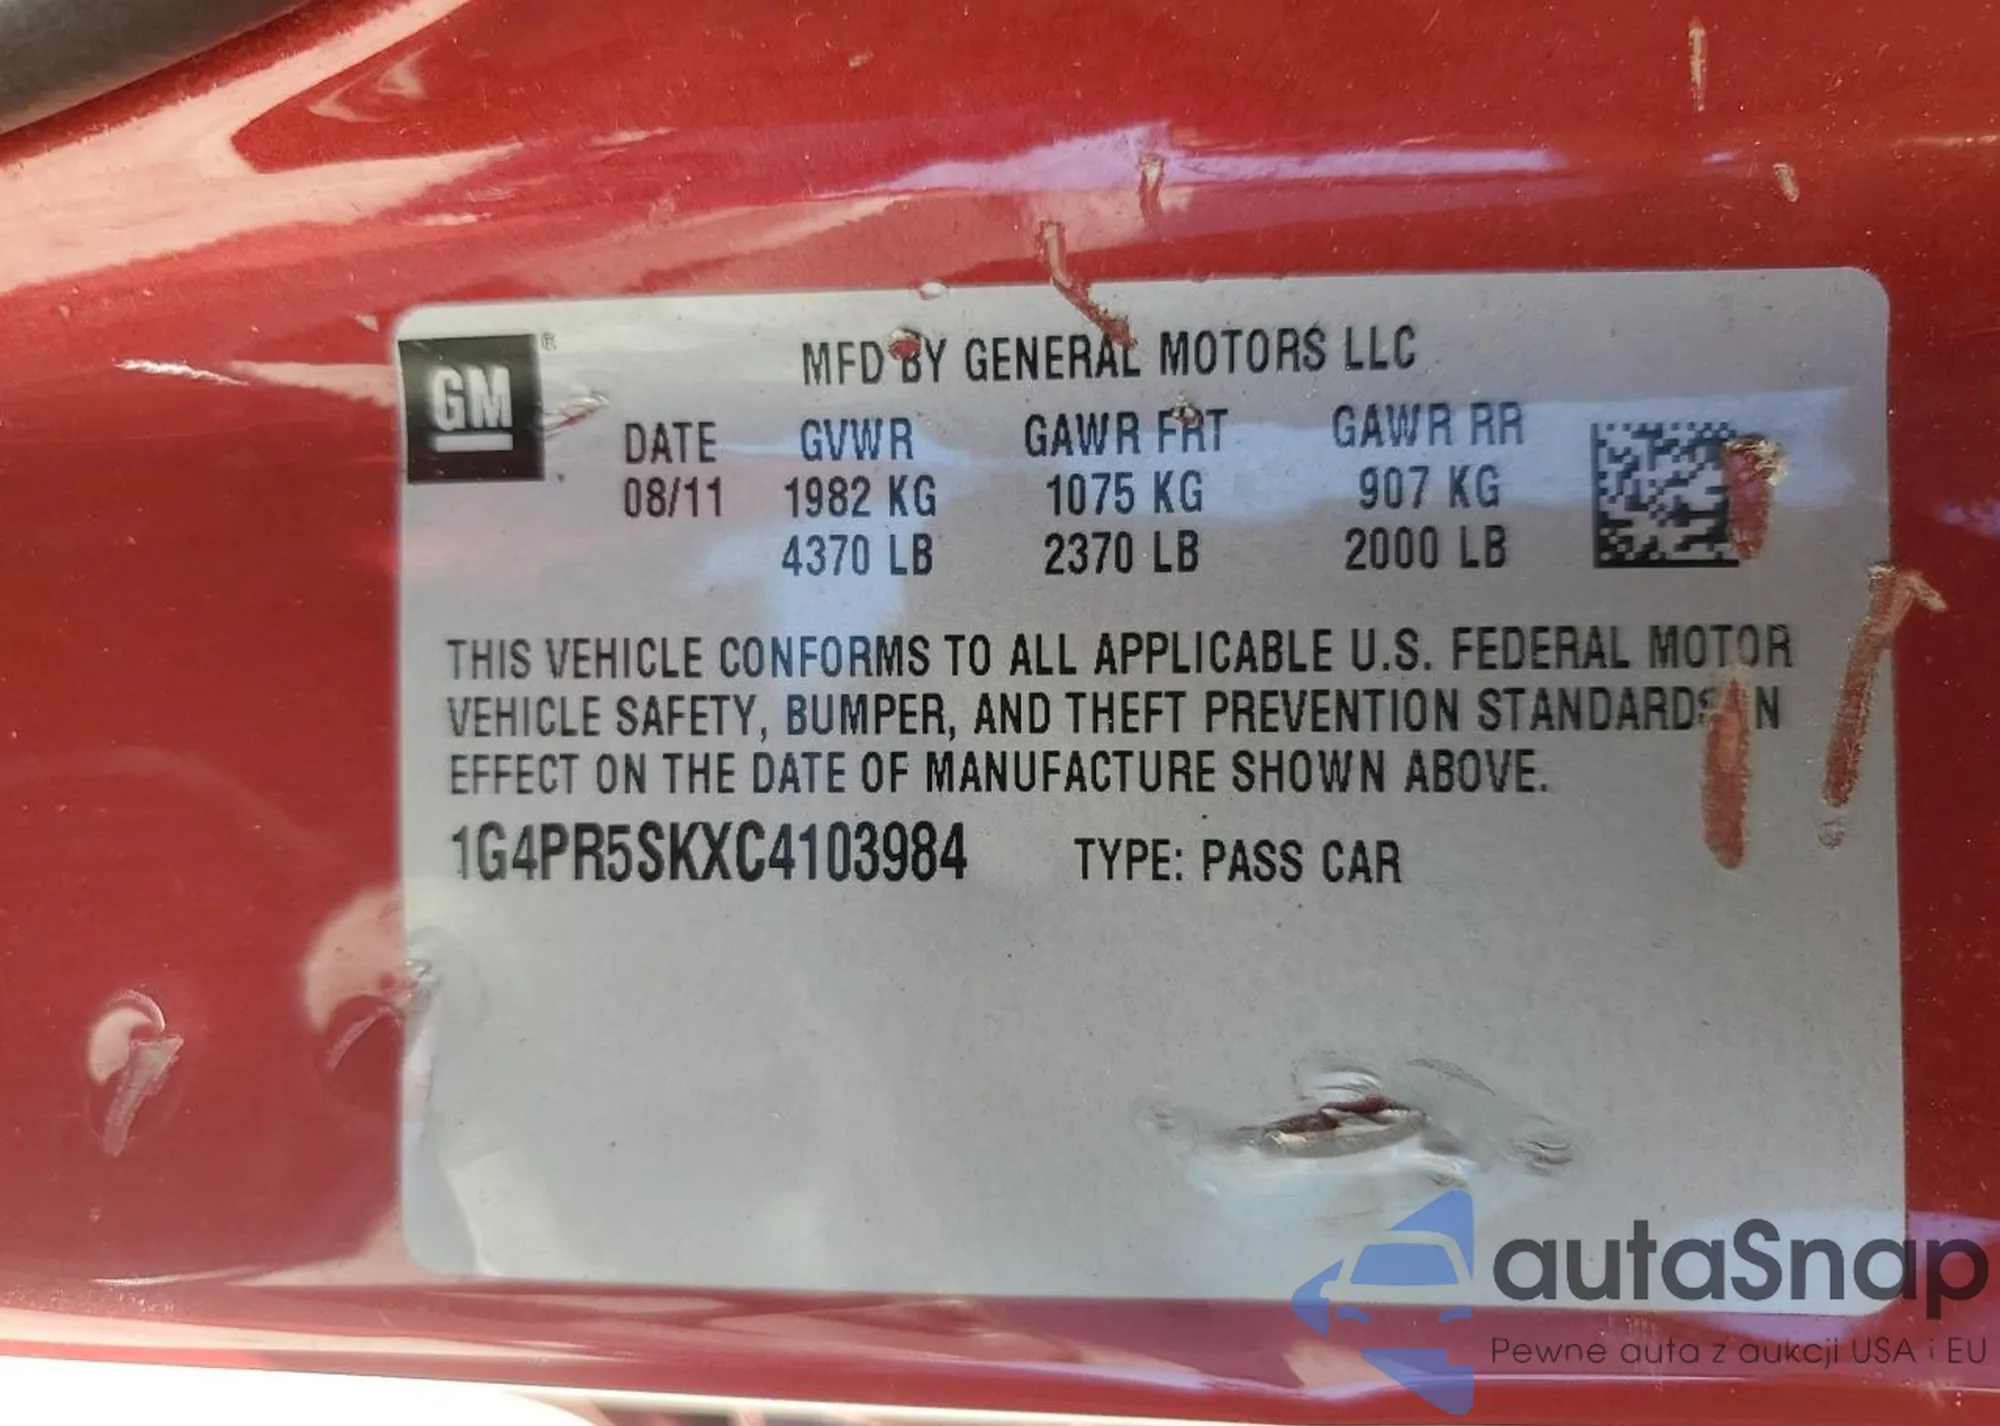 GM ®
MFD BY GENERAL MOTORS LLC
DATE GVWR GAWR FRT GAWR RR
08/11 1982 KG 1075 KG 907 KG
4370 LB 2370 LB 2000 LB
THIS VEHICLE CONFORMS TO ALL APPLICABLE U.S. FEDERAL MOTOR
VEHICLE SAFETY, BUMPER, AND THEFT PREVENTION STANDARDS IN
EFFECT ON THE DATE OF MANUFACTURE SHOWN ABOVE.
1G4PR5SKXC4103984 TYPE: PASS CAR
autaSnap
Pewne auta z aukcji USA i EU